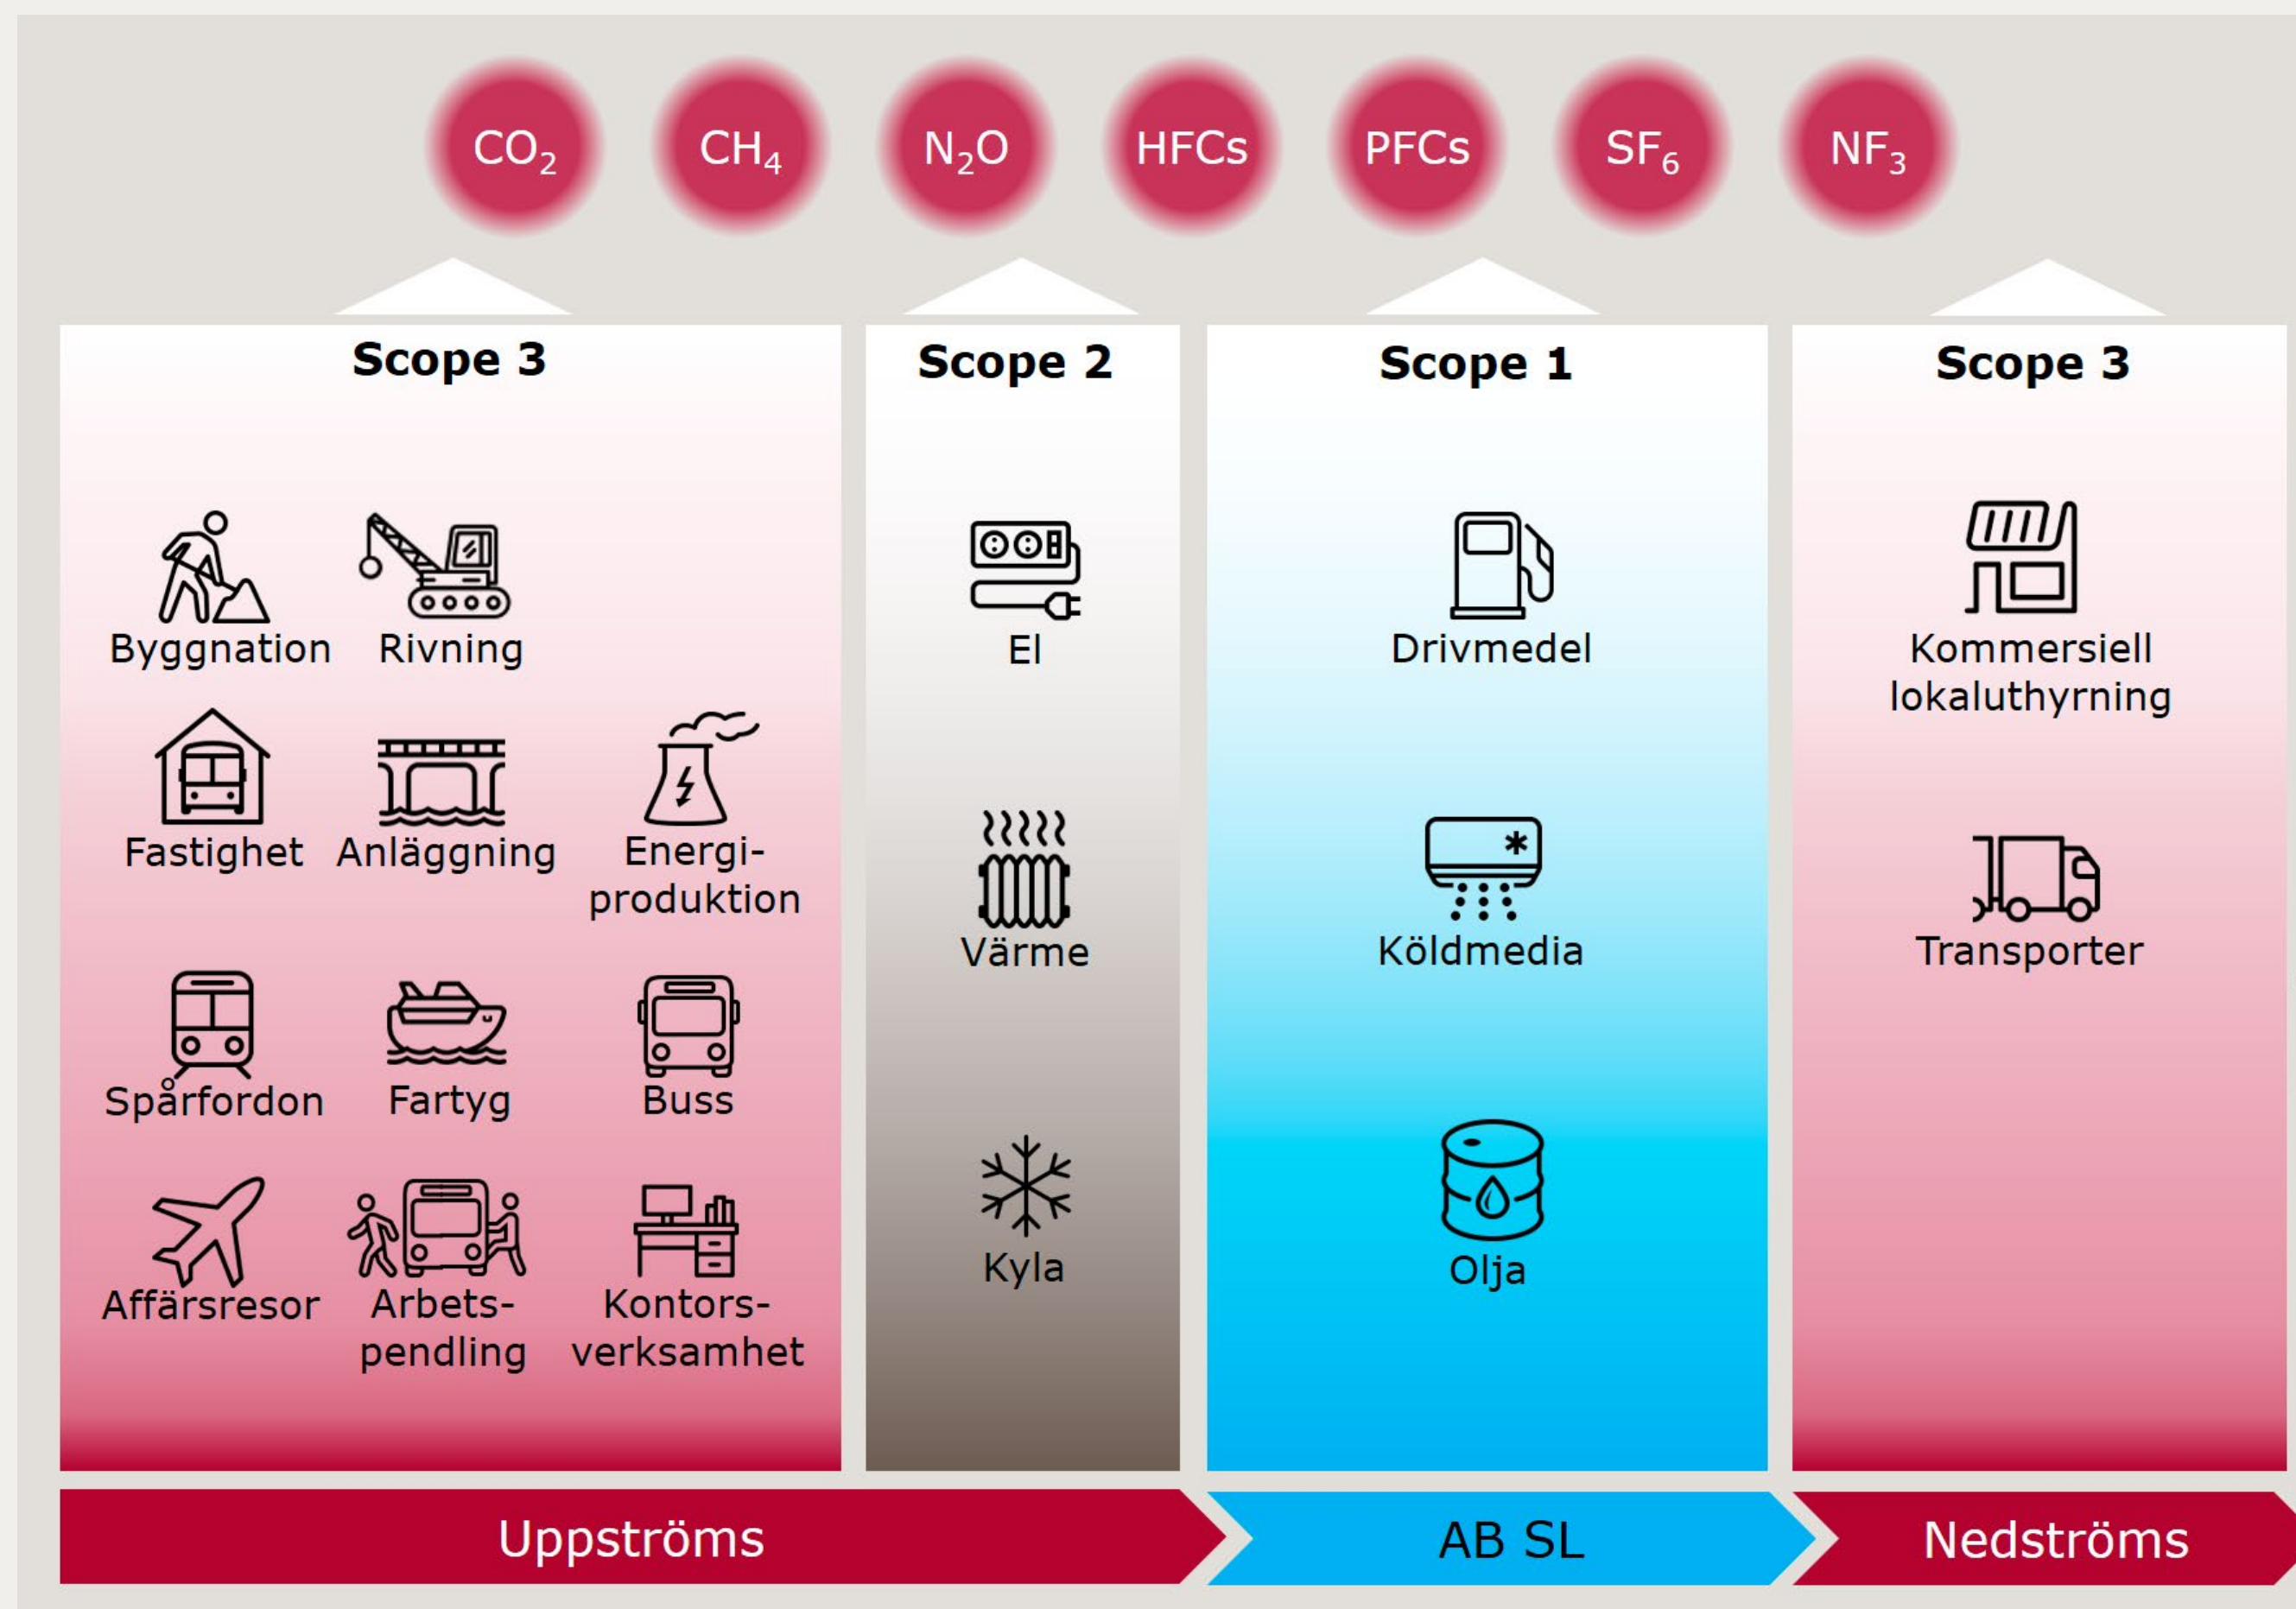 CO₂ CH₄ N₂O HFCs PFCs SF₆ NF₃
Scope 3
Byggnation Rivning
Fastighet Anläggning Energi-
produktion
Spårfordon Fartyg Buss
Affärsresor Arbets- Kontors-
pendling verksamhet
Scope 2
El
Värme
Kyla
Scope 1
Drivmedel
Köldmedia
Olja
Scope 3
Kommersiell
lokaluthyrning
Transporter
Uppströms AB SL Nedströms